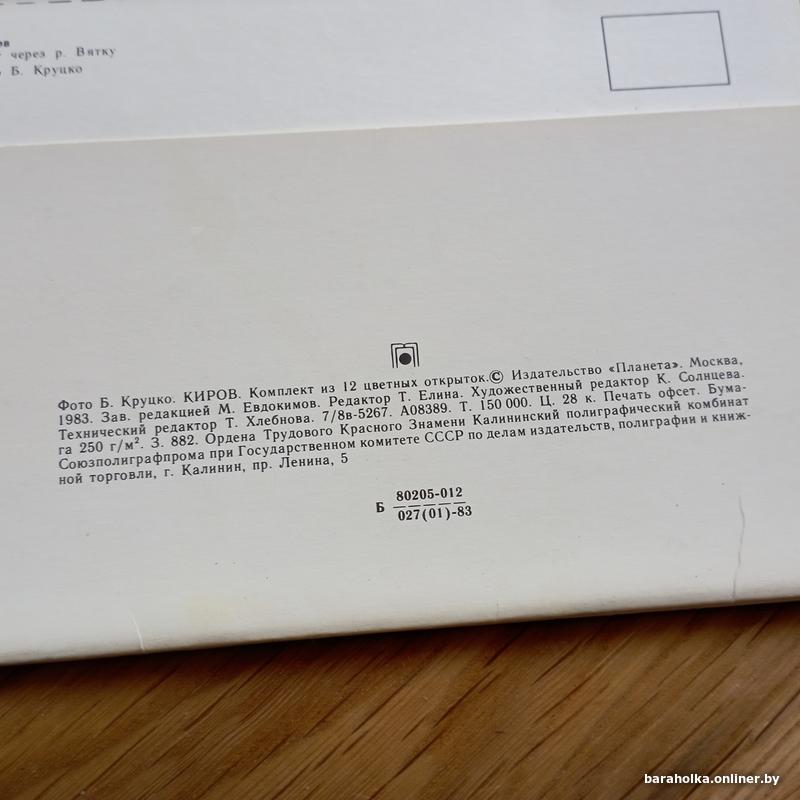 через р. Вятку
Б. Круцко
Фото Б. Круцко. КИРОВ. Комплект из 12 цветных открыток.© Издательство «Планета». Москва,
1983. Зав. редакцией М. Евдокимов. Редактор Т. Елина. Художественный редактор К. Солнцева.
Технический редактор Т. Хлебнова. 7/8в-5267. А08389. Т. 150 000. Ц. 28 к. Печать офсет. Бума-
га 250 г/м². З. 882. Ордена Трудового Красного Знамени Калининский полиграфический комбинат
Союзполиграфпрома при Государственном комитете СССР по делам издательств, полиграфии и книж-
ной торговли, г. Калинин, пр. Ленина, 5
Б 80205-012
027(01)-83
baraholka.onliner.by